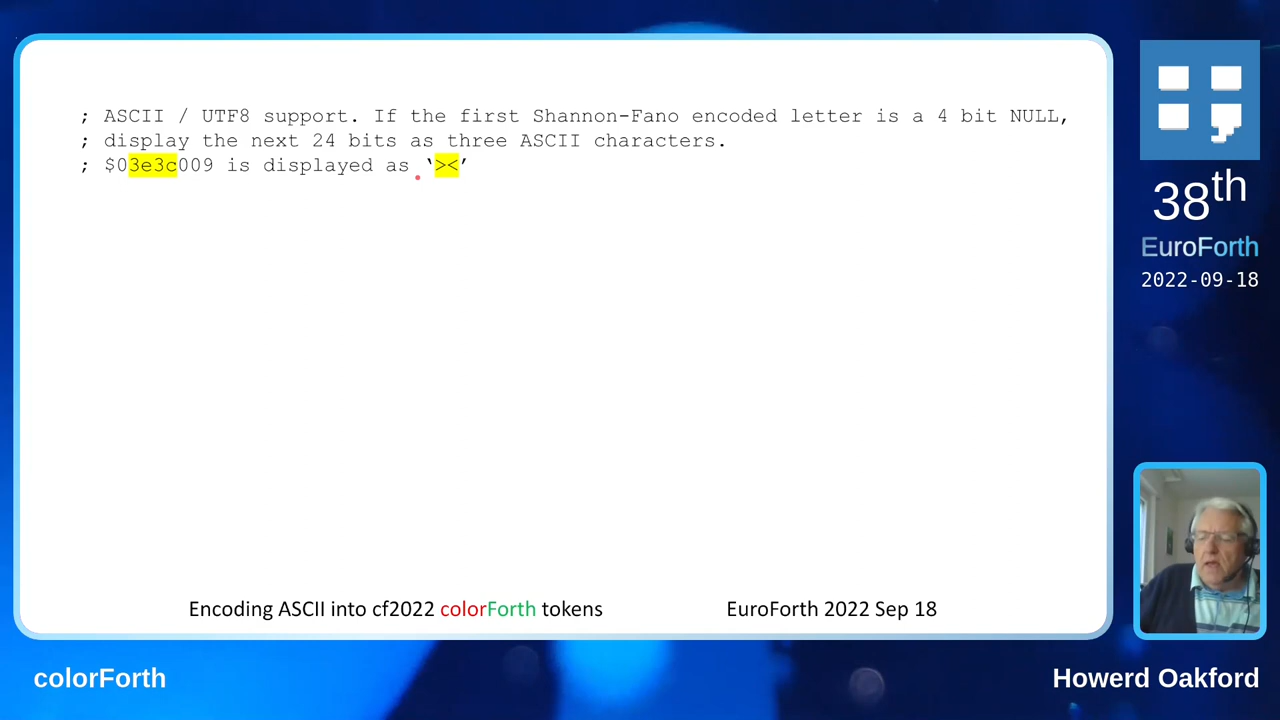 ; ASCII / UTF8 support. If the first Shannon-Fano encoded letter is a 4 bit NULL,
; display the next 24 bits as three ASCII characters.
; $03e3c009 is displayed as ‘><’
Encoding ASCII into cf2022 colorForth tokens
EuroForth 2022 Sep 18
38th
EuroForth
2022-09-18
colorForth
Howerd Oakford